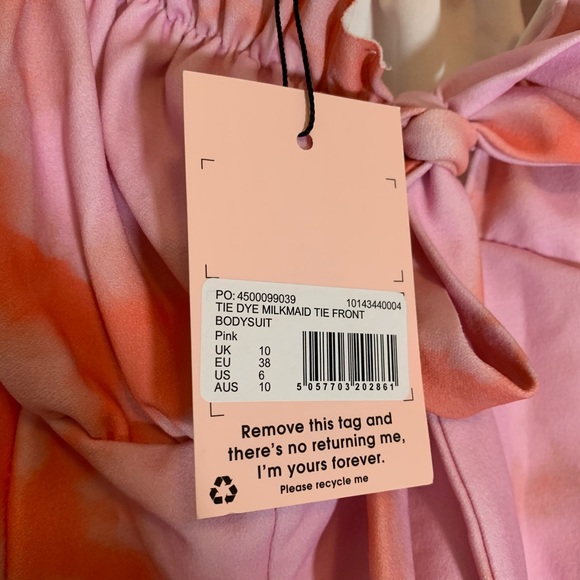 PO: 4500099039 10143440004
TIE DYE MILKMAID TIE FRONT
BODYSUIT
Pink
UK 10
EU 38
US 6
AUS 10
5 057703 202861
Remove this tag and
there's no returning me,
I'm yours forever.
Please recycle me